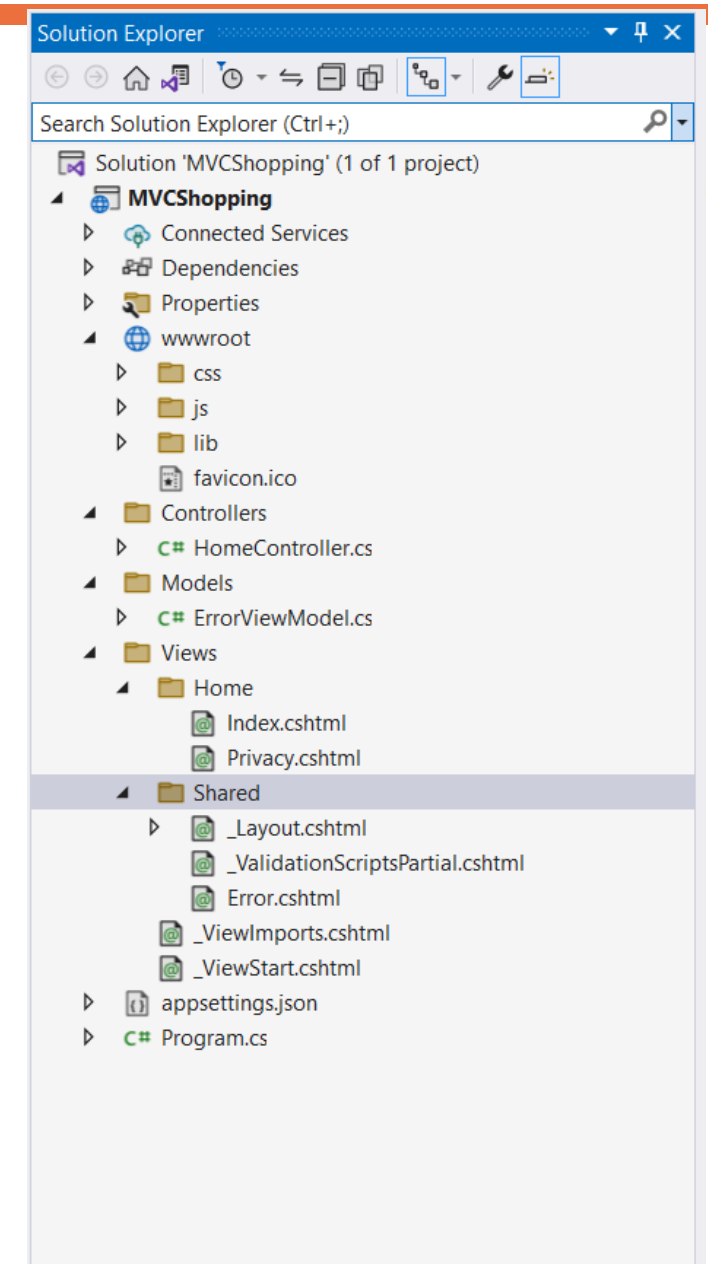 Solution Explorer
Search Solution Explorer (Ctrl+;)
Solution 'MVCShopping' (1 of 1 project)
MVCShopping
Connected Services
Dependencies
Properties
wwwroot
css
js
lib
favicon.ico
Controllers
C# HomeController.cs
Models
C# ErrorViewModel.cs
Views
Home
Index.cshtml
Privacy.cshtml
Shared
_Layout.cshtml
_ValidationScriptsPartial.cshtml
Error.cshtml
_ViewImports.cshtml
_ViewStart.cshtml
appsettings.json
C# Program.cs